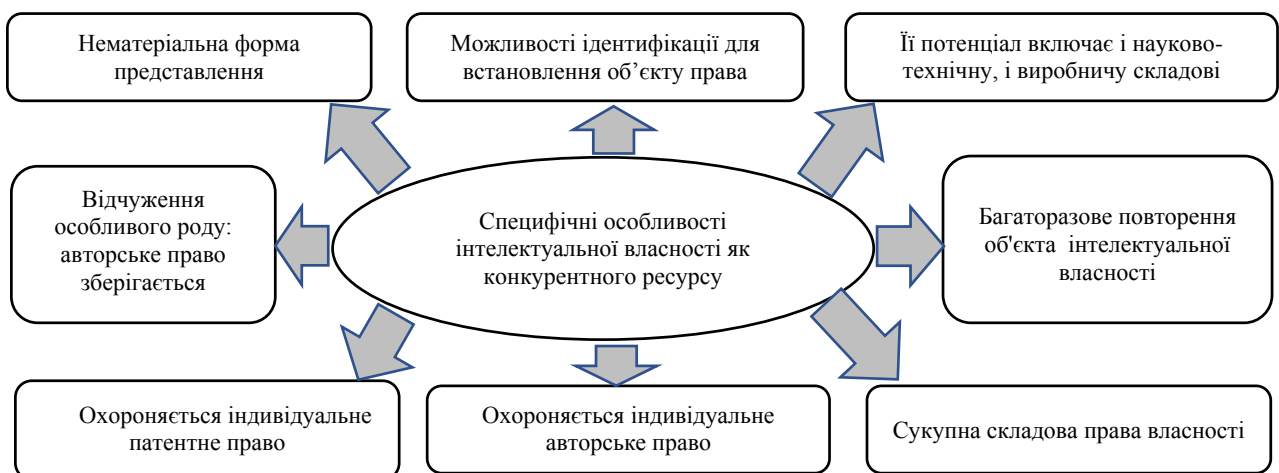 Нематеріальна форма
представлення
Можливості ідентифікації для
встановлення об’єкту права
Її потенціал включає і науково-
технічну, і виробничу складові
Відчуження
особливого роду:
авторське право
зберігається
Специфічні особливості
інтелектуальної власності як
конкурентного ресурсу
Багаторазове повторення
об'єкта інтелектуальної
власності
Охороняється індивідуальне
патентне право
Охороняється індивідуальне
авторське право
Сукупна складова права власності